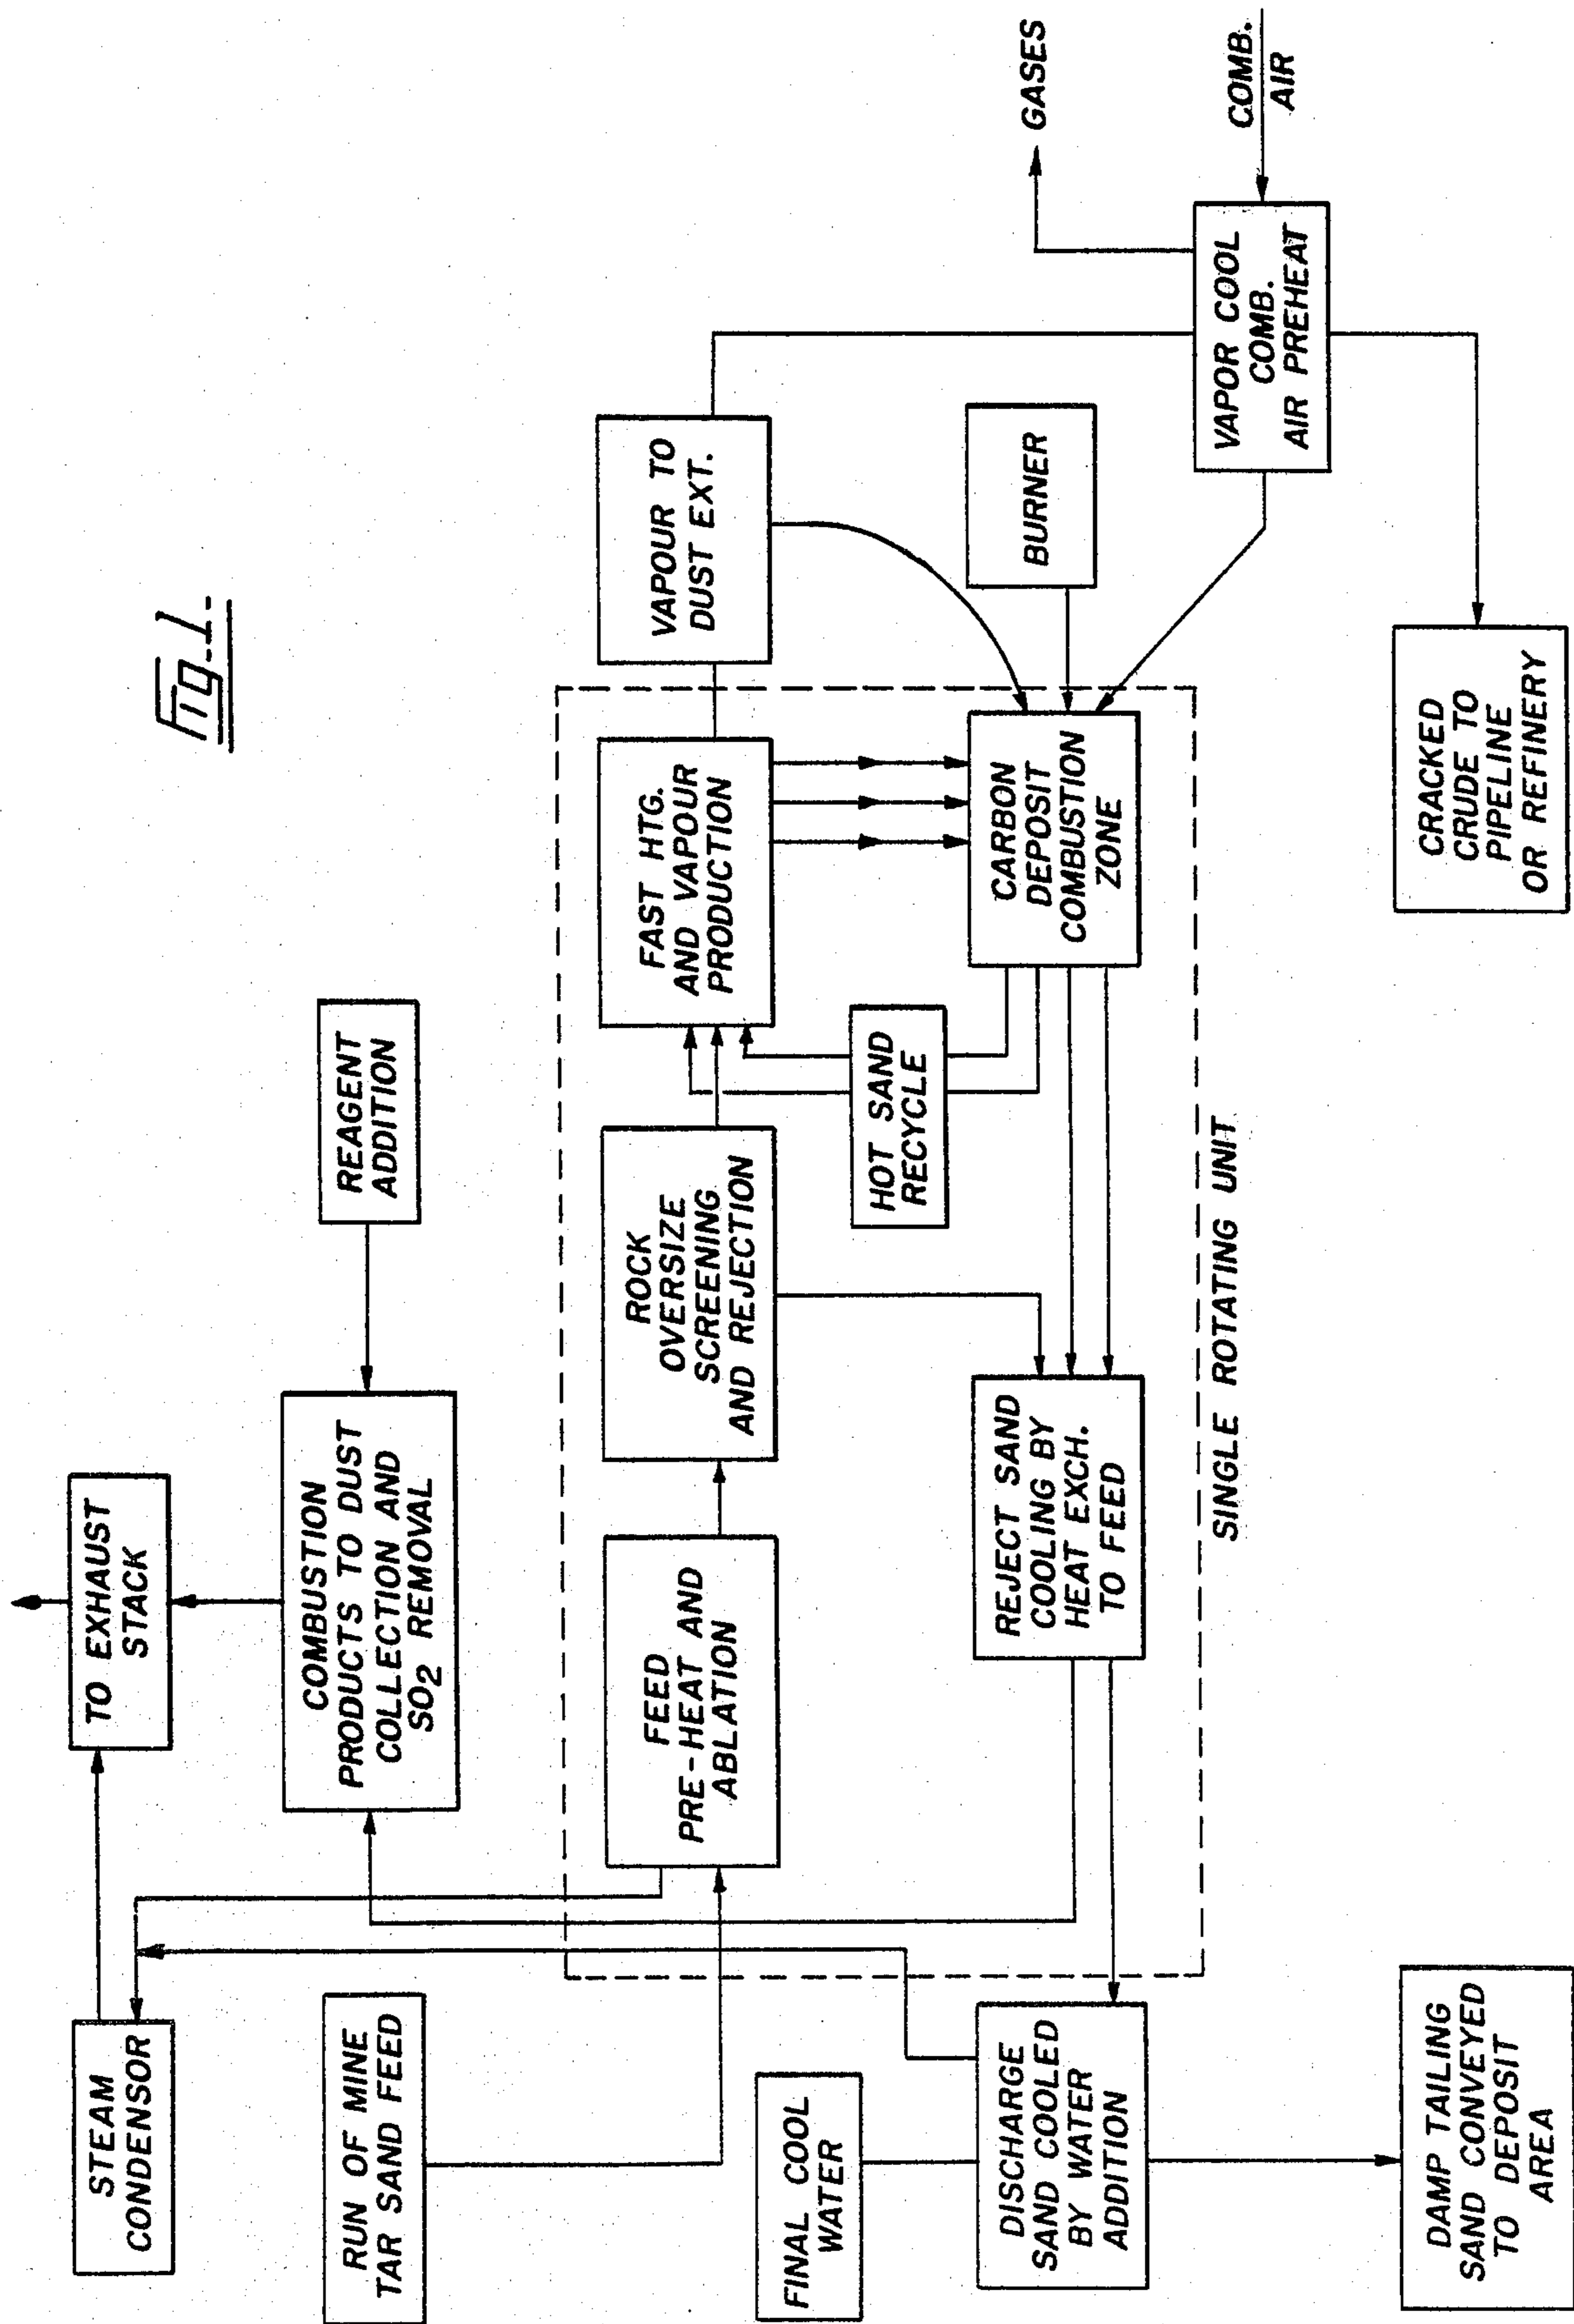 Fig. 1.
STEAM
CONDENSOR
TO EXHAUST
STACK
RUN OF MINE
TAR SAND FEED
COMBUSTION
PRODUCTS TO DUST
COLLECTION AND
SO2 REMOVAL
REAGENT
ADDITION
FEED
PRE-HEAT AND
ABLATION
ROCK
OVERSIZE
SCREENING
AND REJECTION
FAST HTG.
AND VAPOUR
PRODUCTION
VAPOUR TO
DUST EXT.
GASES
FINAL COOL
WATER
HOT SAND
RECYCLE
BURNER
DISCHARGE
SAND COOLED
BY WATER
ADDITION
REJECT SAND
COOLING BY
HEAT EXCH.
TO FEED
CARBON
DEPOSIT
COMBUSTION
ZONE
VAPOR COOL
COMB.
AIR PREHEAT
COMB.
AIR
SINGLE ROTATING UNIT
DAMP TAILING
SAND CONVEYED
TO DEPOSIT
AREA
CRACKED
CRUDE TO
PIPELINE
OR REFINERY